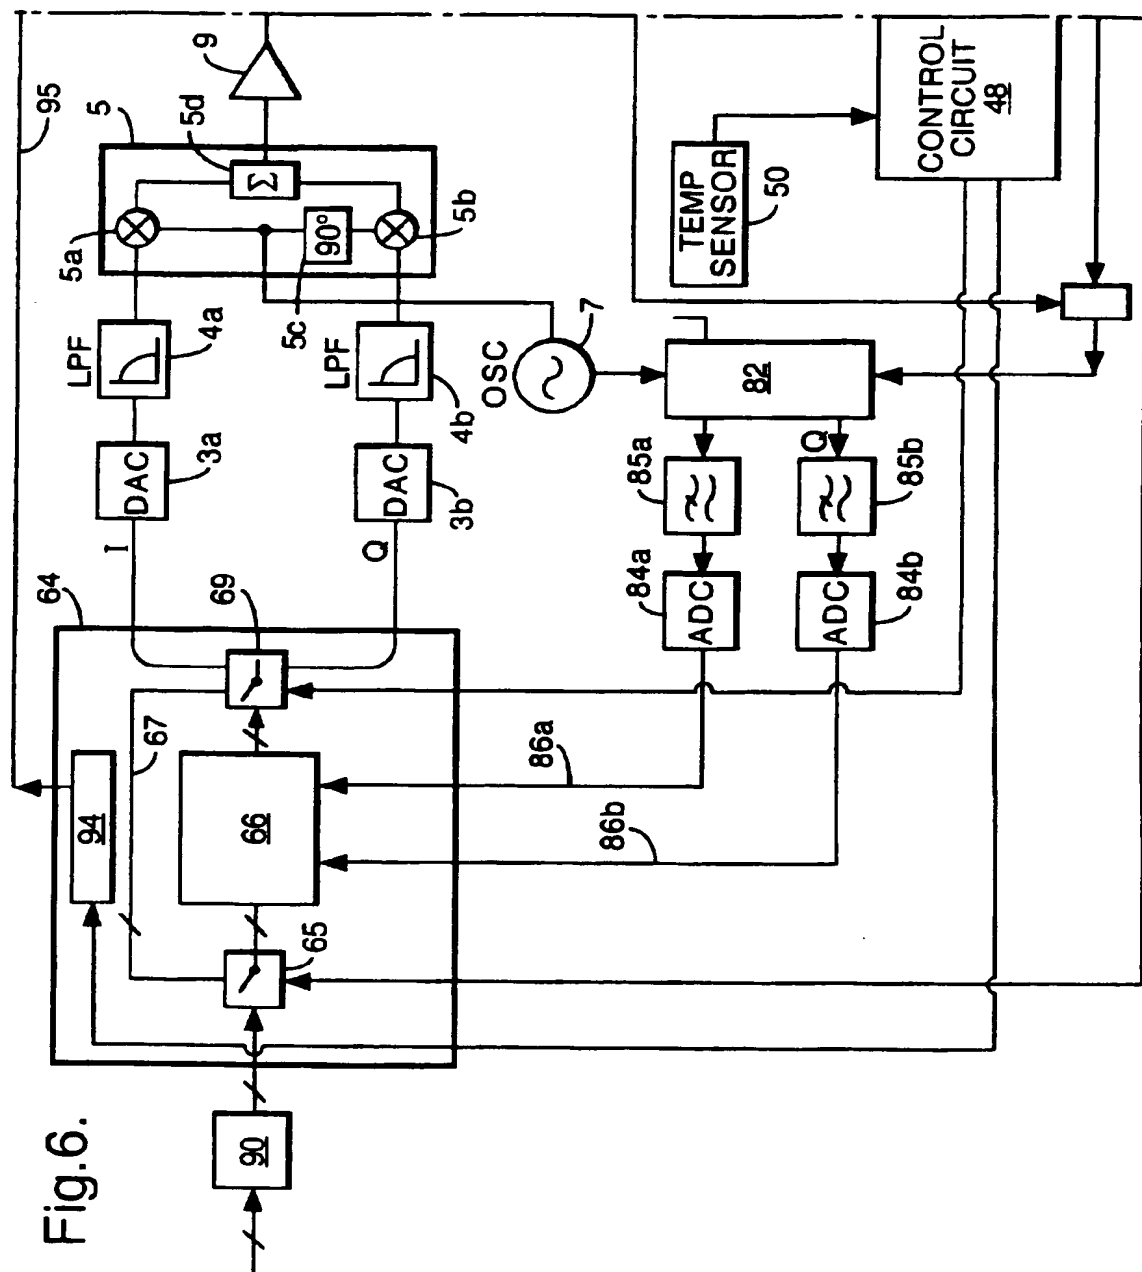 Fig.6.
90
64
94
95
67
66
65
69
I
Q
DAC
3a
DAC
3b
LPF
4a
LPF
4b
5
5a
5b
5c
5d
90°
Σ
9
OSC
7
82
Q
85a
85b
ADC
84a
ADC
84b
86a
86b
TEMP
SENSOR
50
CONTROL
CIRCUIT
48